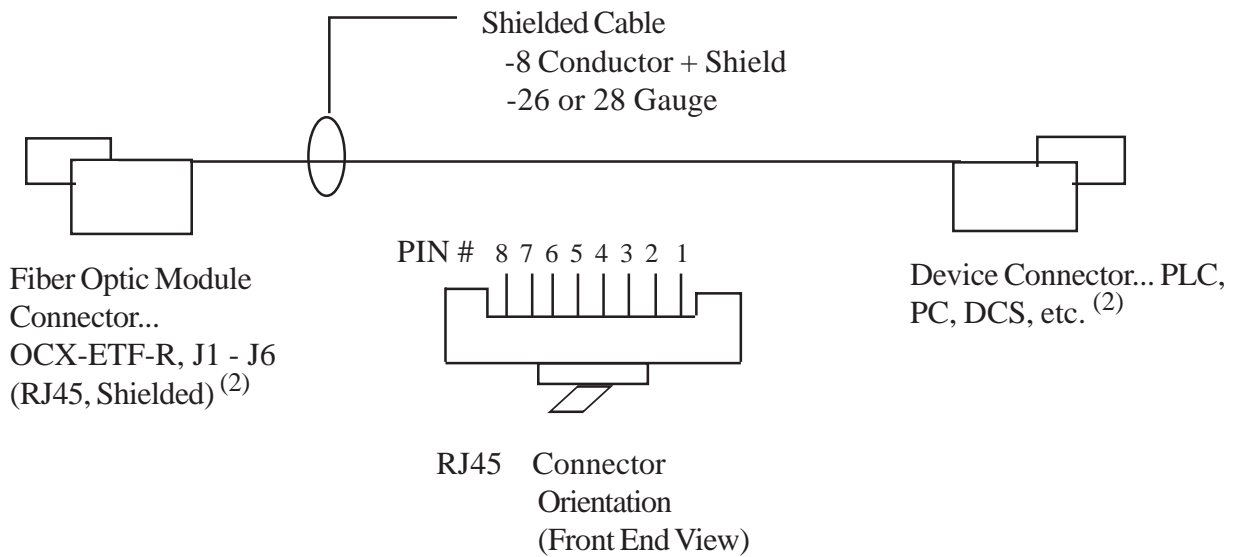 Shielded Cable
-8 Conductor + Shield
-26 or 28 Gauge
Fiber Optic Module
Connector...
OCX-ETF-R, J1 - J6
(RJ45, Shielded) (2)
PIN # 8 7 6 5 4 3 2 1
Device Connector... PLC,
PC, DCS, etc. (2)
RJ45 Connector
Orientation
(Front End View)